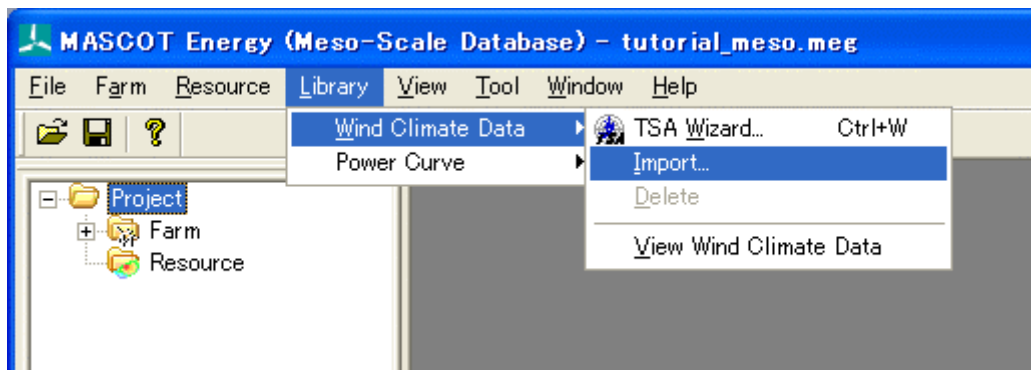 MASCOT Energy (Meso-Scale Database) - tutorial_meso.meg
File Farm Resource Library View Tool Window Help
Wind Climate Data TSA Wizard... Ctrl+W
Power Curve Import...
Project Delete
Farm View Wind Climate Data
Resource